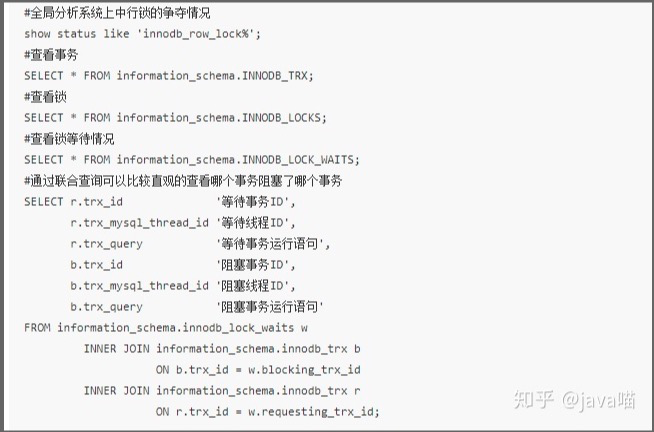 #全局分析系统上中行锁的争夺情况
show status like 'innodb_row_lock%';
#查看事务
SELECT * FROM information_schema.INNODB_TRX;
#查看锁
SELECT * FROM information_schema.INNODB_LOCKS;
#查看锁等待情况
SELECT * FROM information_schema.INNODB_LOCK_WAITS;
#通过联合查询可以比较直观的查看哪个事务阻塞了哪个事务
SELECT r.trx_id              '等待事务ID',
       r.trx_mysql_thread_id '等待线程ID',
       r.trx_query           '等待事务运行语句',
       b.trx_id              '阻塞事务ID',
       b.trx_mysql_thread_id '阻塞线程ID',
       b.trx_query           '阻塞事务运行语句'
FROM information_schema.innodb_lock_waits w
         INNER JOIN information_schema.innodb_trx b
                    ON b.trx_id = w.blocking_trx_id
         INNER JOIN information_schema.innodb_trx r
                    ON r.trx_id = w.requesting_trx_id;
知乎 @java喵